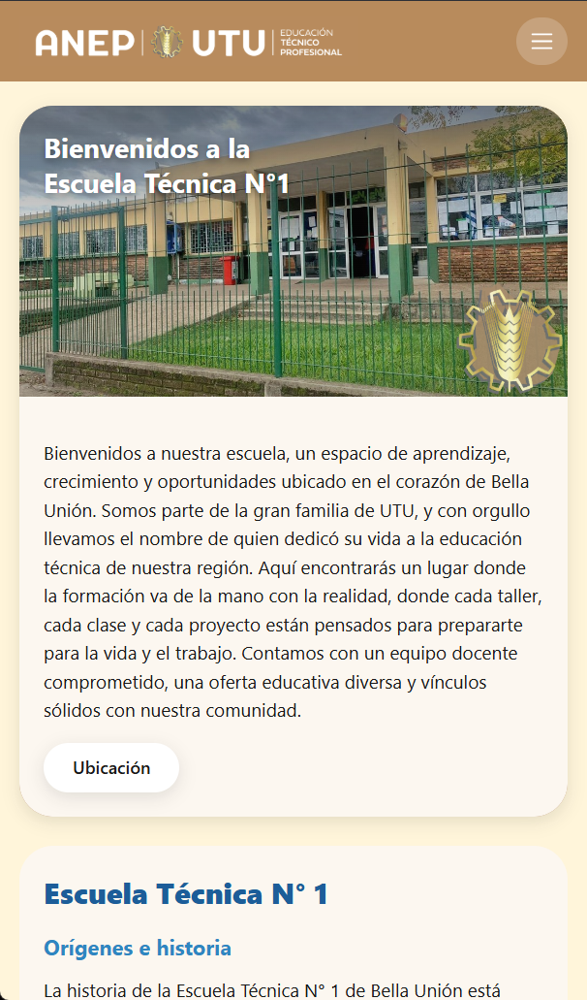 ANEP UTU EDUCACIÓN
TÉCNICO
PROFESIONAL
Bienvenidos a la
Escuela Técnica N°1
Bienvenidos a nuestra escuela, un espacio de aprendizaje,
crecimiento y oportunidades ubicado en el corazón de Bella
Unión. Somos parte de la gran familia de UTU, y con orgullo
llevamos el nombre de quien dedicó su vida a la educación
técnica de nuestra región. Aquí encontrarás un lugar donde
la formación va de la mano con la realidad, donde cada taller,
cada clase y cada proyecto están pensados para prepararte
para la vida y el trabajo. Contamos con un equipo docente
comprometido, una oferta educativa diversa y vínculos
sólidos con nuestra comunidad.
Ubicación
Escuela Técnica N° 1
Orígenes e historia
La historia de la Escuela Técnica N° 1 de Bella Unión está